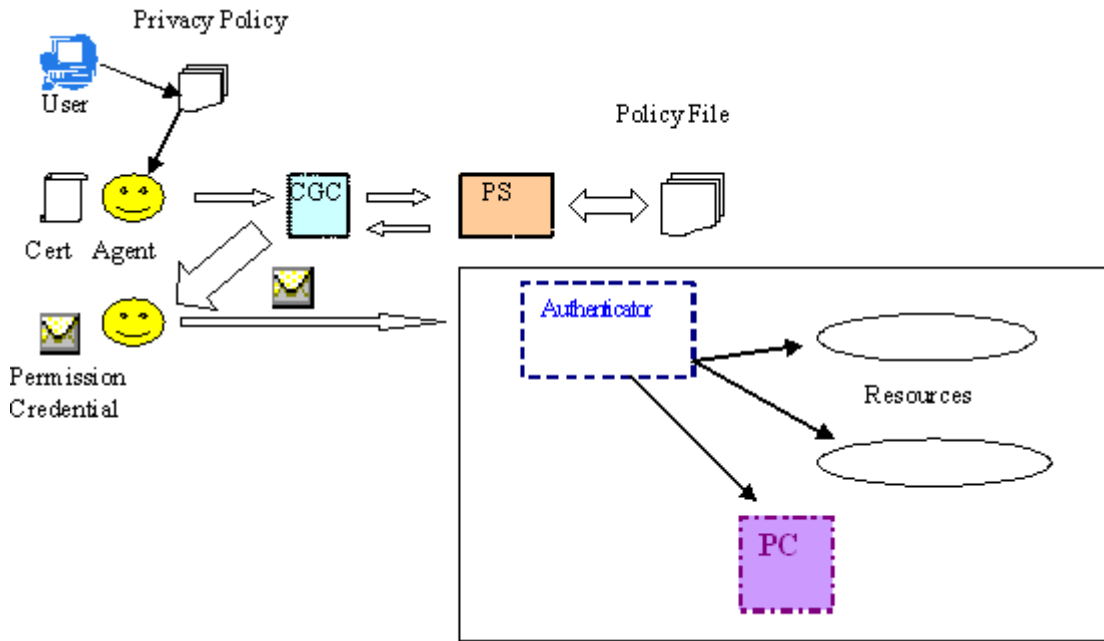 Privacy Policy
User
Policy File
CGC
PS
Cert
Agent
Authenticator
Permission
Credential
Resources
PC